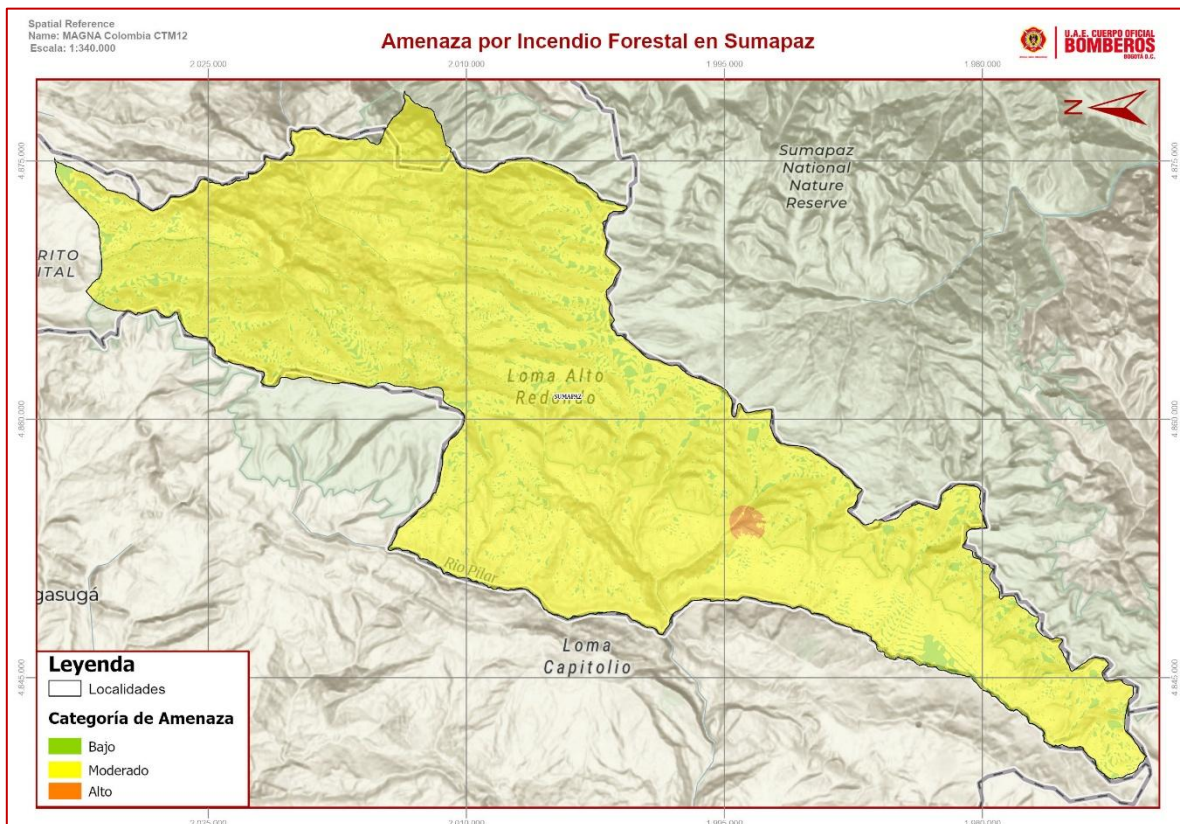 Spatial Reference
Name: MAGNA Colombia CTM12
Escala: 1:340.000
Amenaza por Incendio Forestal en Sumapaz
U.A.E. CUERPO OFICIAL
BOMBEROS
BOGOTÁ D.C.
2.025.000
2.010.000
1.995.000
1.980.000
N
4.875.000
4.875.000
Sumapaz
National
Nature
Reserve
RITO
ITAL
Loma Alto
Redondo
SUMAPAZ
4.860.000
4.860.000
Río Pilar
gasugá
Loma
Capitolio
4.845.000
4.845.000
Leyenda
Localidades
Categoría de Amenaza
Bajo
Moderado
Alto
2.025.000
2.010.000
1.995.000
1.980.000